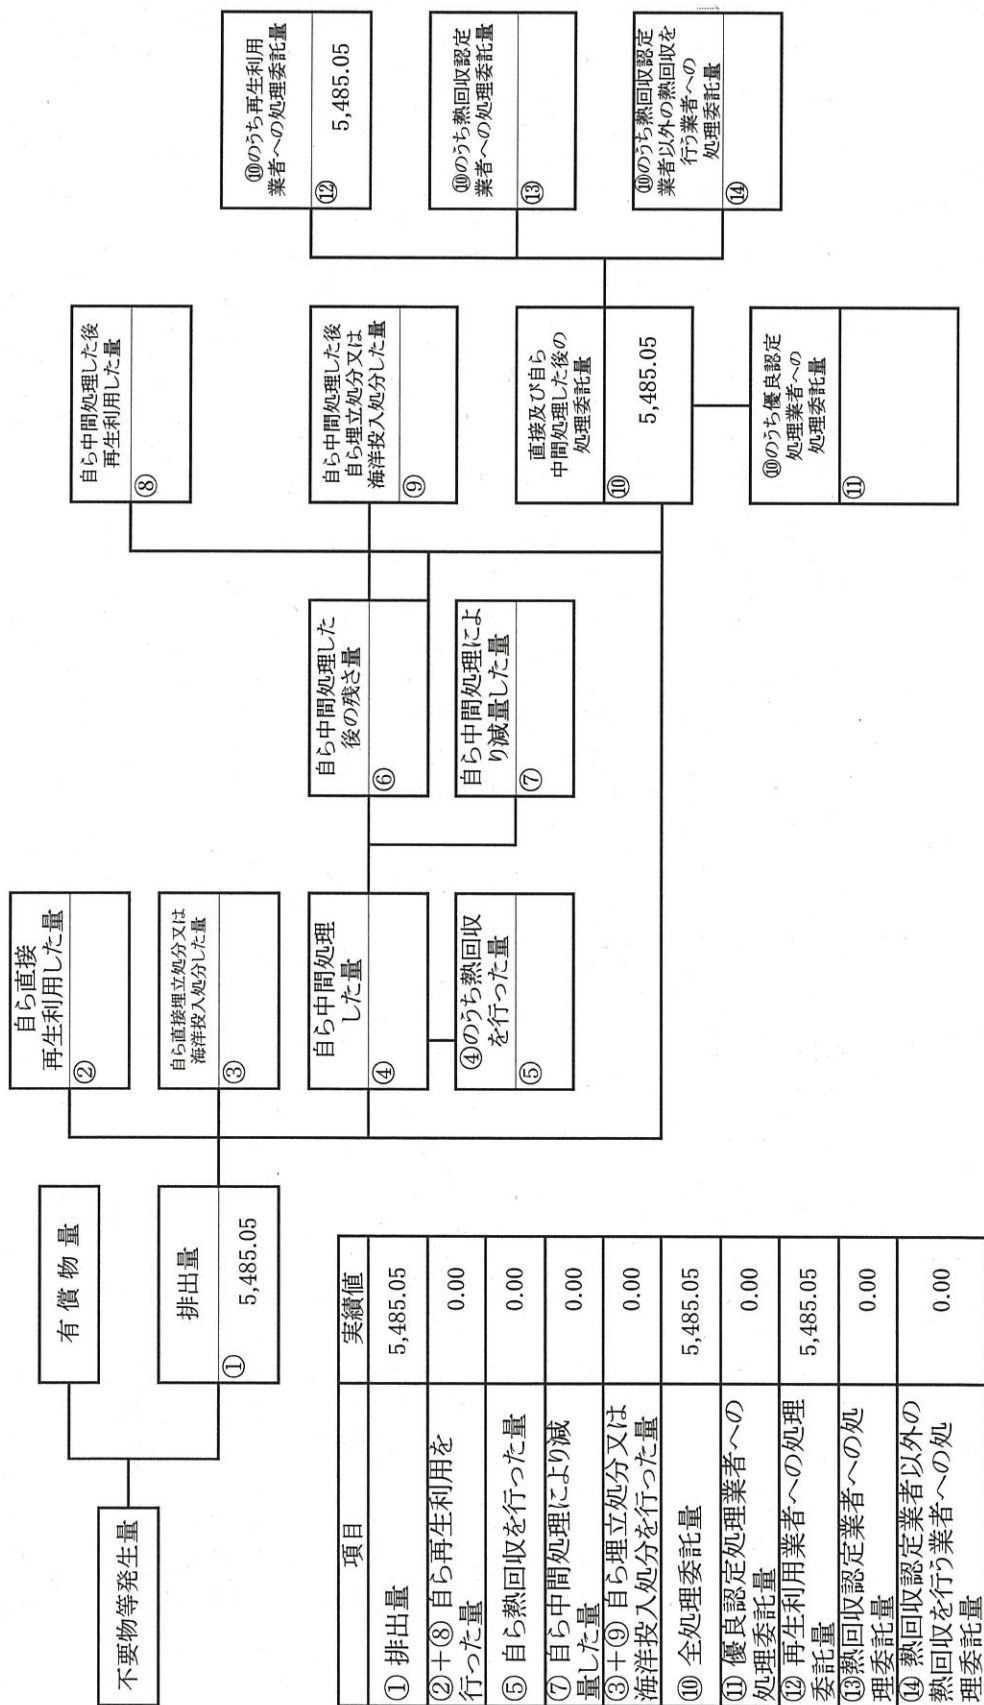 不要物等発生量
有償物量
排出量
① 5,485.05
自ら直接
再生利用した量
②
自ら直接埋立処分又は
海洋投入処分した量
③
自ら中間処理
した量
④
④のうち熱回収
を行った量
⑤
自ら中間処理した
後の残さ量
⑥
自ら中間処理によ
り減量した量
⑦
自ら中間処理した後
再生利用した量
⑧
自ら中間処理した後
自ら埋立処分又は
海洋投入処分した量
⑨
直接及び自ら
中間処理した後の
処理委託量
⑩ 5,485.05
⑩のうち優良認定
処理業者への
処理委託量
⑪
⑩のうち再生利用
業者への処理委託量
⑫ 5,485.05
⑩のうち熱回収認定
業者への処理委託量
⑬
⑩のうち熱回収認定
業者以外の熱回収を
行う業者への
処理委託量
⑭
項目 実績値
① 排出量 5,485.05
②+⑧ 自ら再生利用を
行った量 0.00
⑤ 自ら熱回収を行った量 0.00
⑦ 自ら中間処理により減
量した量 0.00
③+⑨ 自ら埋立処分又は
海洋投入処分を行った量 0.00
⑩ 全処理委託量 5,485.05
⑪ 優良認定処理業者への
処理委託量 0.00
⑫ 再生利用業者への処理
委託量 5,485.05
⑬熱回収認定業者への処
理委託量 0.00
⑭ 熱回収認定業者以外の
熱回収を行う業者への処
理委託量 0.00